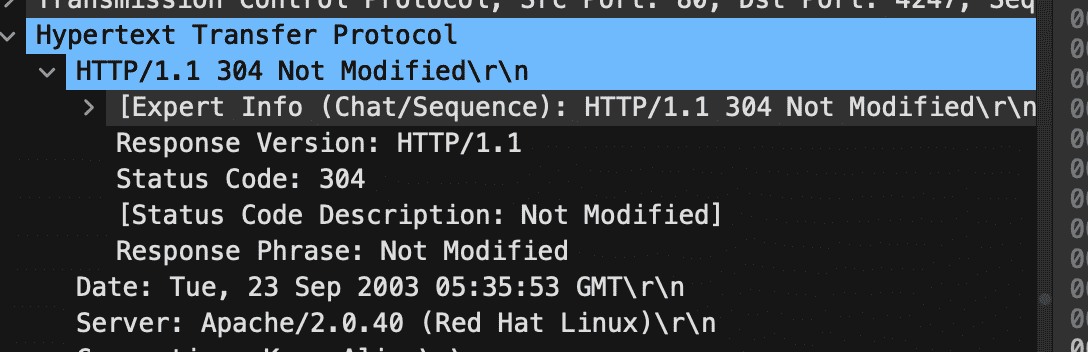 Transmission Control Protocol, Src Port: 80, Dst Port: 4247, Seq
Hypertext Transfer Protocol
HTTP/1.1 304 Not Modified\r\n
[Expert Info (Chat/Sequence): HTTP/1.1 304 Not Modified\r\n
Response Version: HTTP/1.1
Status Code: 304
[Status Code Description: Not Modified]
Response Phrase: Not Modified
Date: Tue, 23 Sep 2003 05:35:53 GMT\r\n
Server: Apache/2.0.40 (Red Hat Linux)\r\n